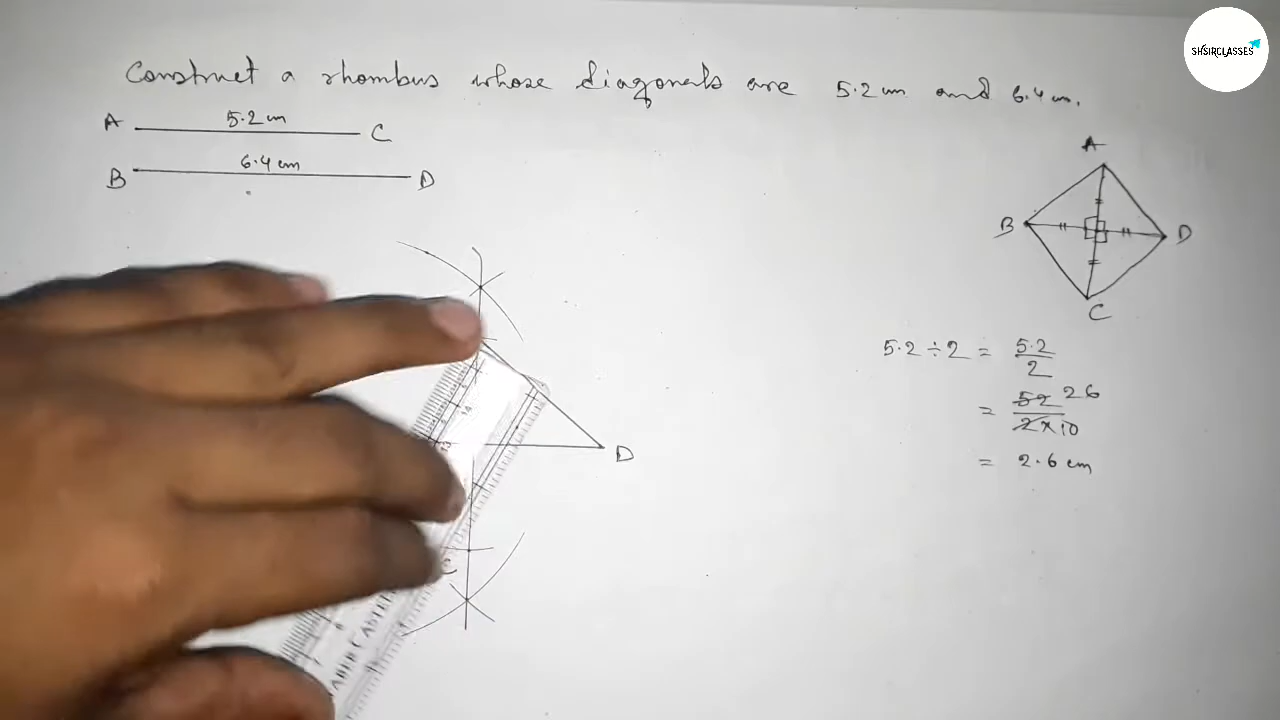 SHSIRCLASSES
Construct a rhombus whose diagonals are 5.2 cm and 6.4 cm.
A 5.2 cm C
B 6.4 cm D
A
B D
C
5.2 ÷ 2 = 5.2/2
= 52/2×10 26
= 2.6 cm
D
C